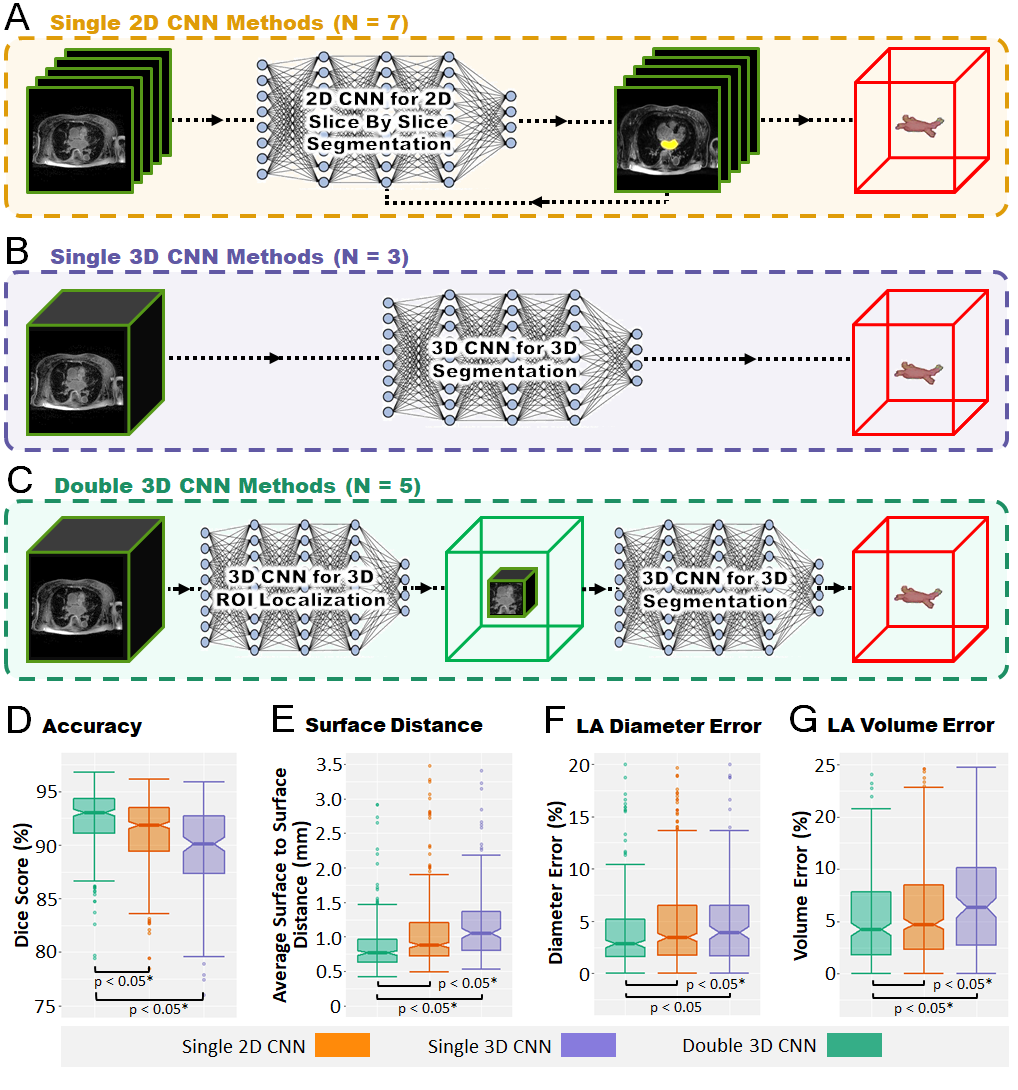 A Single 2D CNN Methods (N = 7)
2D CNN for 2D
Slice By Slice
Segmentation
B Single 3D CNN Methods (N = 3)
3D CNN for 3D
Segmentation
C Double 3D CNN Methods (N = 5)
3D CNN for 3D
ROI Localization
3D CNN for 3D
Segmentation
D Accuracy
Dice Score (%)
95
90
85
80
75
p < 0.05*
p < 0.05*
E Surface Distance
Average Surface to Surface
Distance (mm)
3.5
3.0
2.5
2.0
1.5
1.0
0.5
0
p < 0.05*
p < 0.05*
F LA Diameter Error
Diameter Error (%)
20
15
10
5
0
p < 0.05*
p < 0.05
G LA Volume Error
Volume Error (%)
25
20
10
5
0
p < 0.05*
p < 0.05*
Single 2D CNN
Single 3D CNN
Double 3D CNN